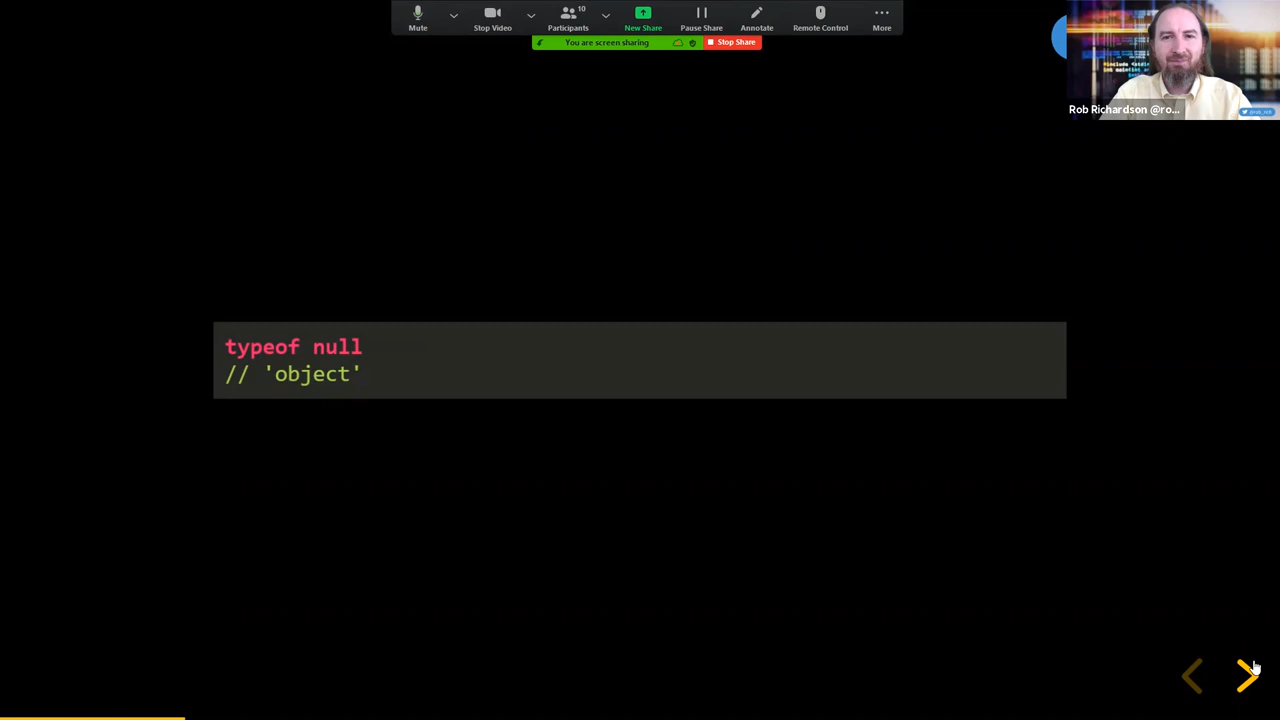 Mute
Stop Video
Participants
10
New Share
Pause Share
Annotate
Remote Control
More
You are screen sharing
Stop Share
Rob Richardson @ro...
typeof null
// 'object'